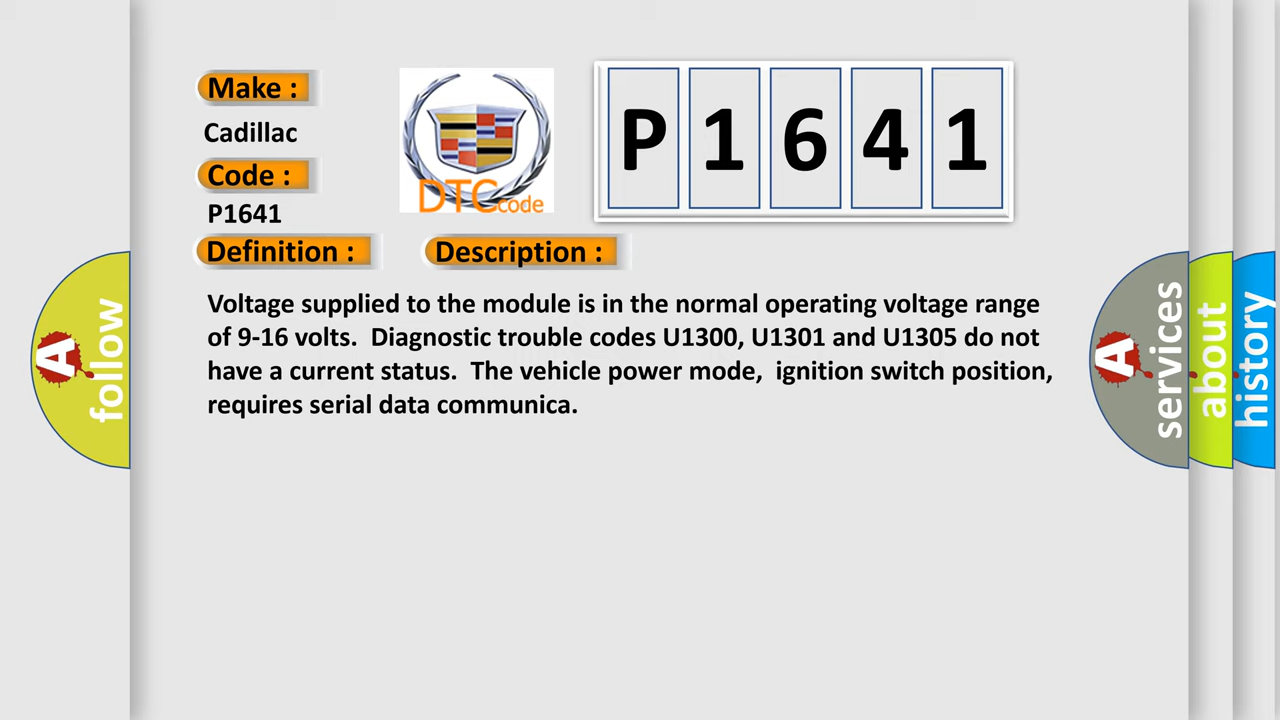 Make :
Cadillac
Code :
P1641
DTC code
P 1 6 4 1
Definition :
Description :
Voltage supplied to the module is in the normal operating voltage range
of 9-16 volts  Diagnostic trouble codes U1300, U1301 and U1305 do not
have a current status  The vehicle power mode,  ignition switch position,
requires serial data communica.
A follow
A services
about
history